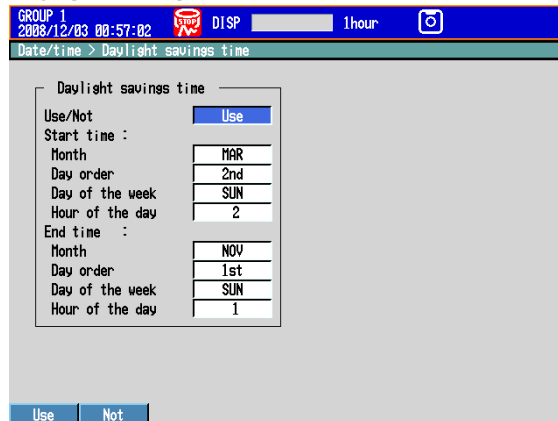 GROUP 1
2008/12/03 00:57:02 STOP DISP 1hour
Date/time > Daylight savings time
Daylight savings time
Use/Not Use
Start time :
Month MAR
Day order 2nd
Day of the week SUN
Hour of the day 2
End time :
Month NOV
Day order 1st
Day of the week SUN
Hour of the day 1
Use Not